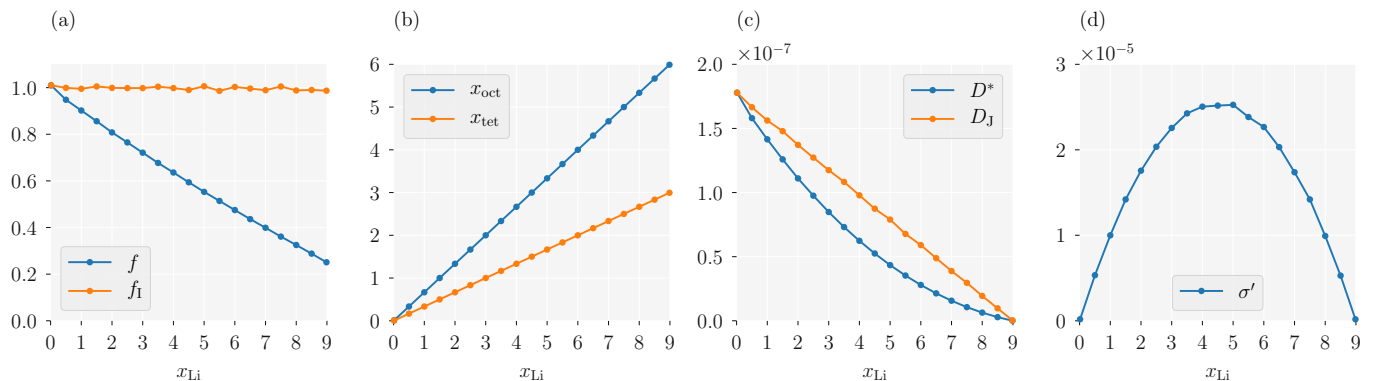 (a)
1.0
0.8
0.6
0.4
0.2
0.0
0 1 2 3 4 5 6 7 8 9
x_Li
f
f_I
(b)
6
5
4
3
2
1
0
0 1 2 3 4 5 6 7 8 9
x_Li
x_oct
x_tet
(c)
×10⁻⁷
2.0
1.5
1.0
0.5
0.0
0 1 2 3 4 5 6 7 8 9
x_Li
D*
D_J
(d)
×10⁻⁵
3
2
1
0
0 1 2 3 4 5 6 7 8 9
x_Li
σ′